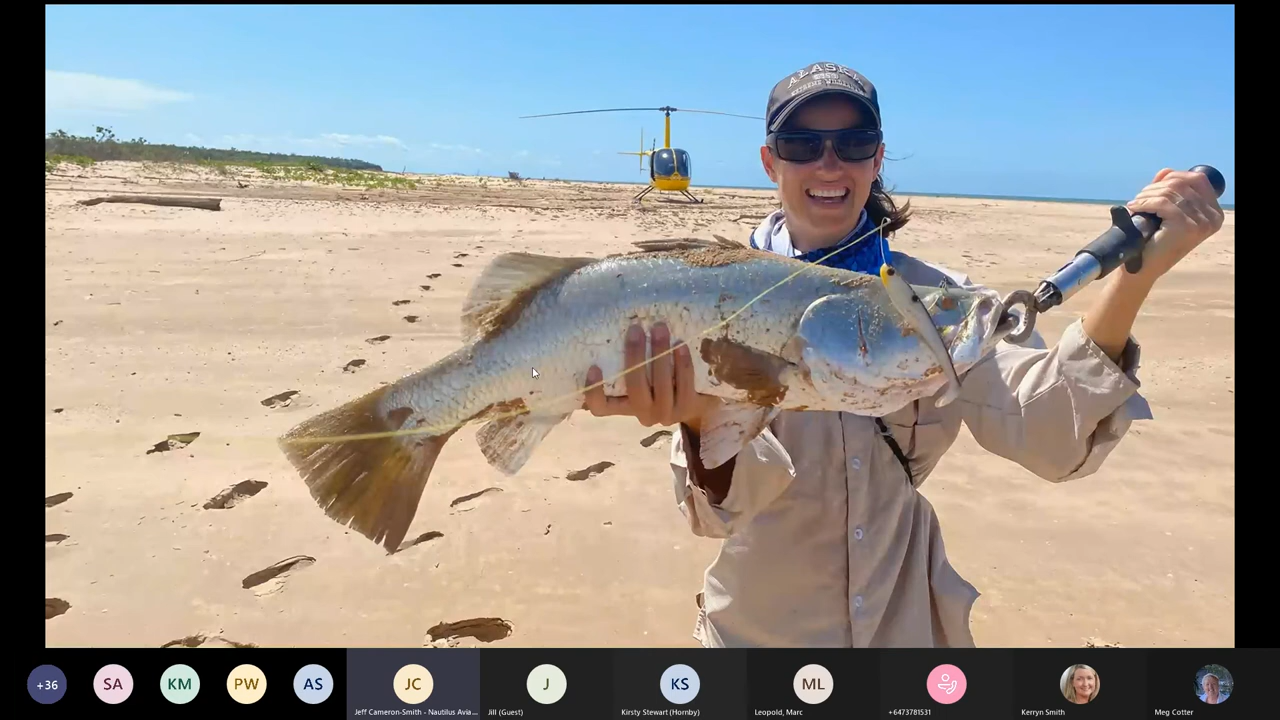 ALASKA
+36
SA
KM
PW
AS
JC
J
KS
ML
Jeff Cameron-Smith - Nautilus Avia...
Jill (Guest)
Kirsty Stewart (Hornby)
Leopold, Marc
+6473781531
Kerryn Smith
Meg Cotter